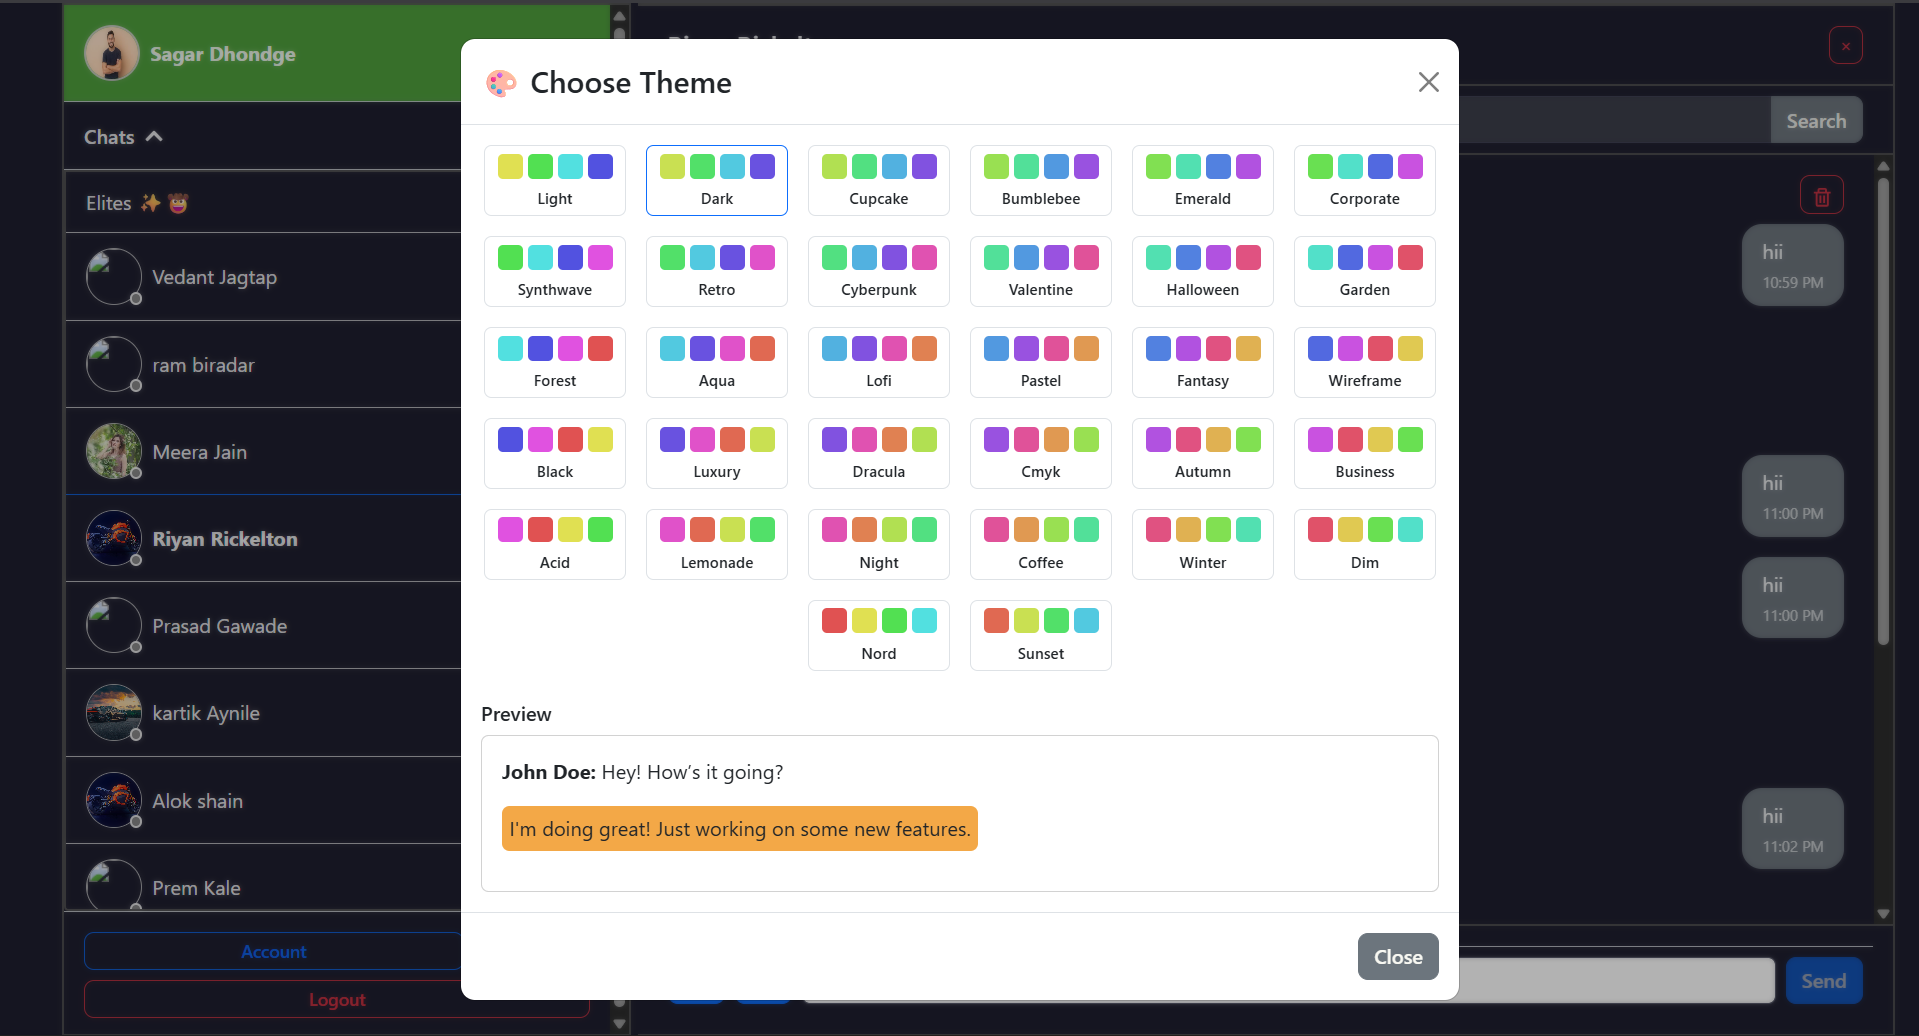 Sagar Dhondge
Chats
Elites ✨
Vedant Jagtap
ram biradar
Meera Jain
Riyan Rickelton
Prasad Gawade
kartik Aynile
Alok shain
Prem Kale
Account
Logout
Choose Theme
Light
Dark
Cupcake
Bumblebee
Emerald
Corporate
Synthwave
Retro
Cyberpunk
Valentine
Halloween
Garden
Forest
Aqua
Lofi
Pastel
Fantasy
Wireframe
Black
Luxury
Dracula
Cmyk
Autumn
Business
Acid
Lemonade
Night
Coffee
Winter
Dim
Nord
Sunset
Preview
John Doe: Hey! How’s it going?
I'm doing great! Just working on some new features.
Close
Search
hii
10:59 PM
hii
11:00 PM
hii
11:00 PM
hii
11:02 PM
Send